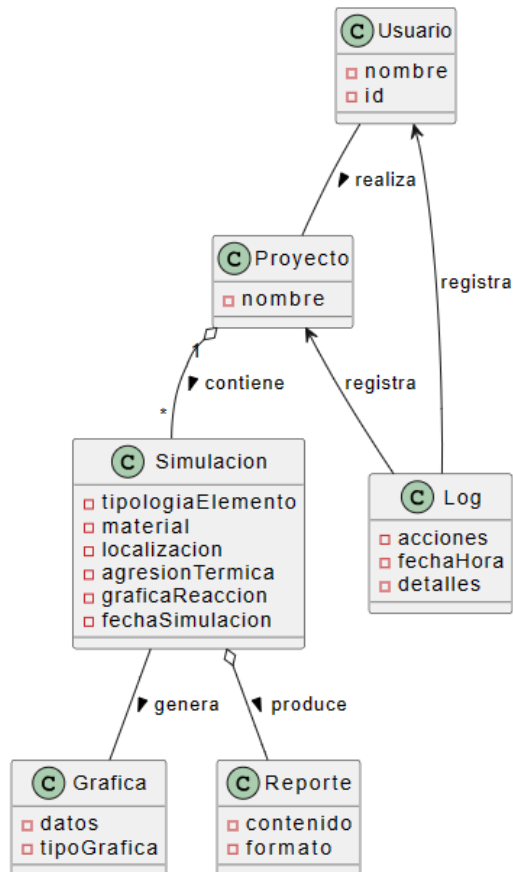 C Usuario
nombre
id
realiza
C Proyecto
nombre
registra
1
contiene
registra
*
C Simulacion
tipologiaElemento
material
localizacion
agresionTermica
graficaReaccion
fechaSimulacion
C Log
acciones
fechaHora
detalles
genera
produce
C Grafica
datos
tipoGrafica
C Reporte
contenido
formato